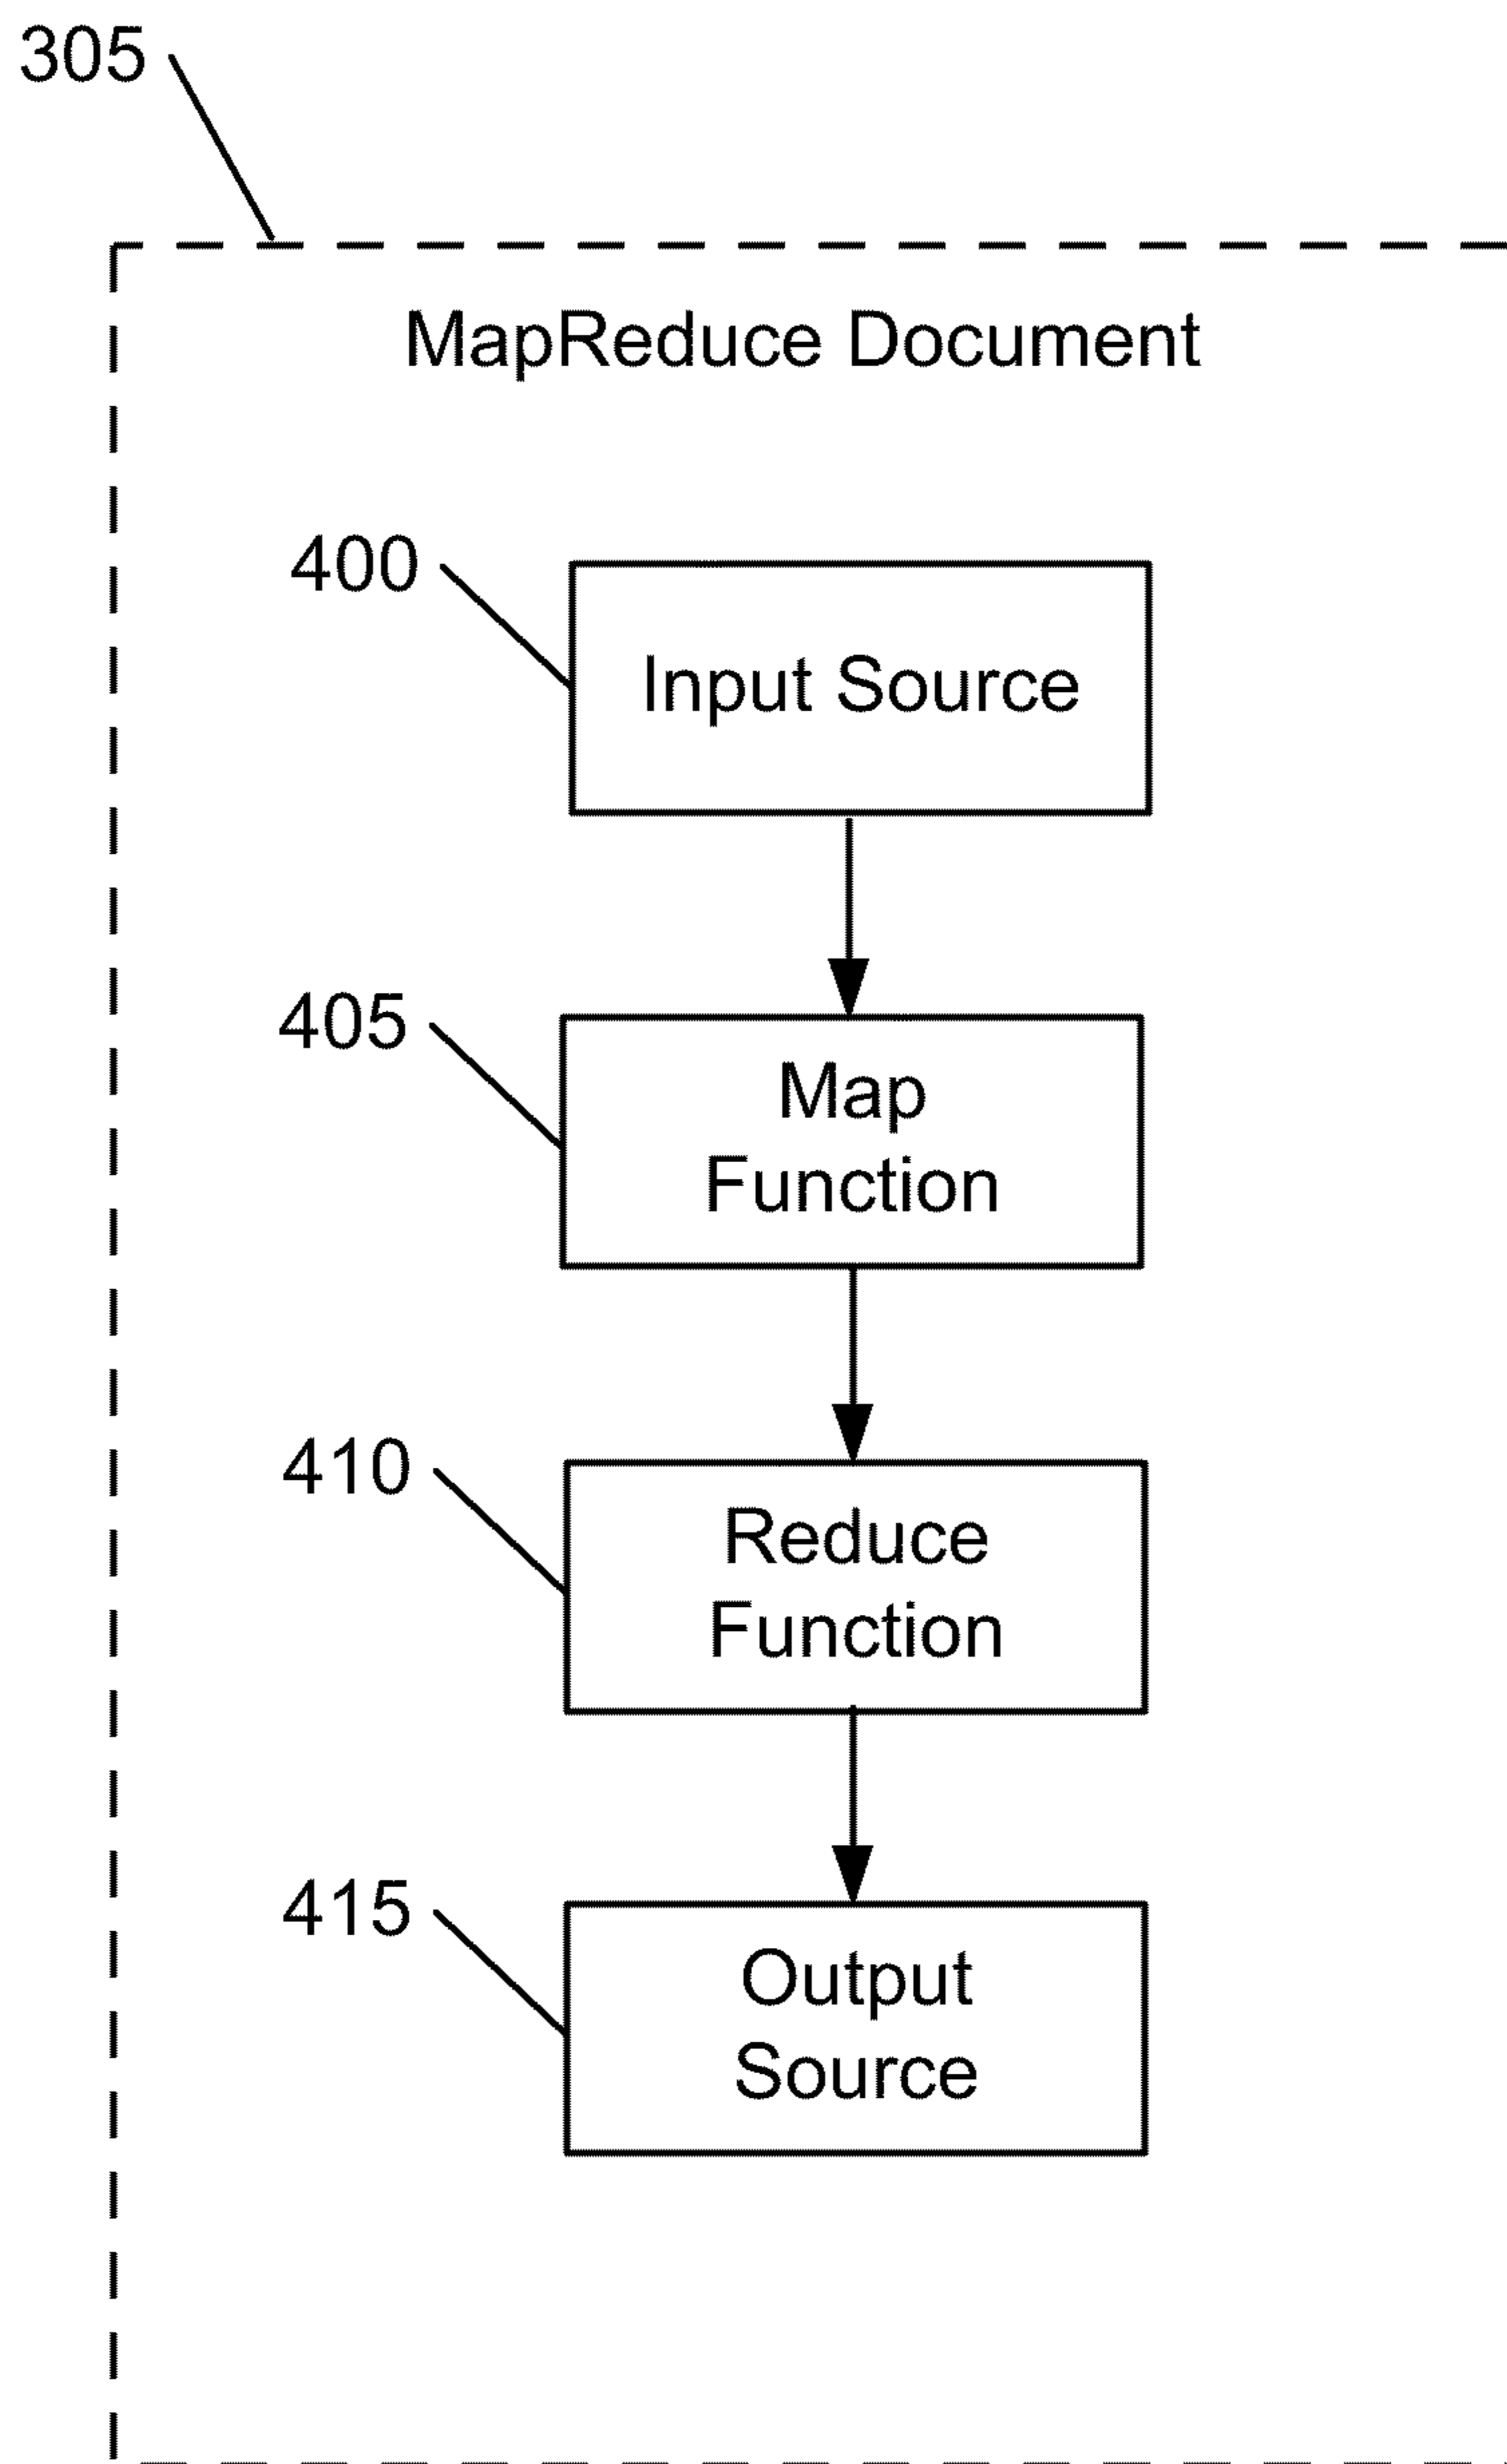 305
MapReduce Document
400
Input Source
405
Map
Function
410
Reduce
Function
415
Output
Source